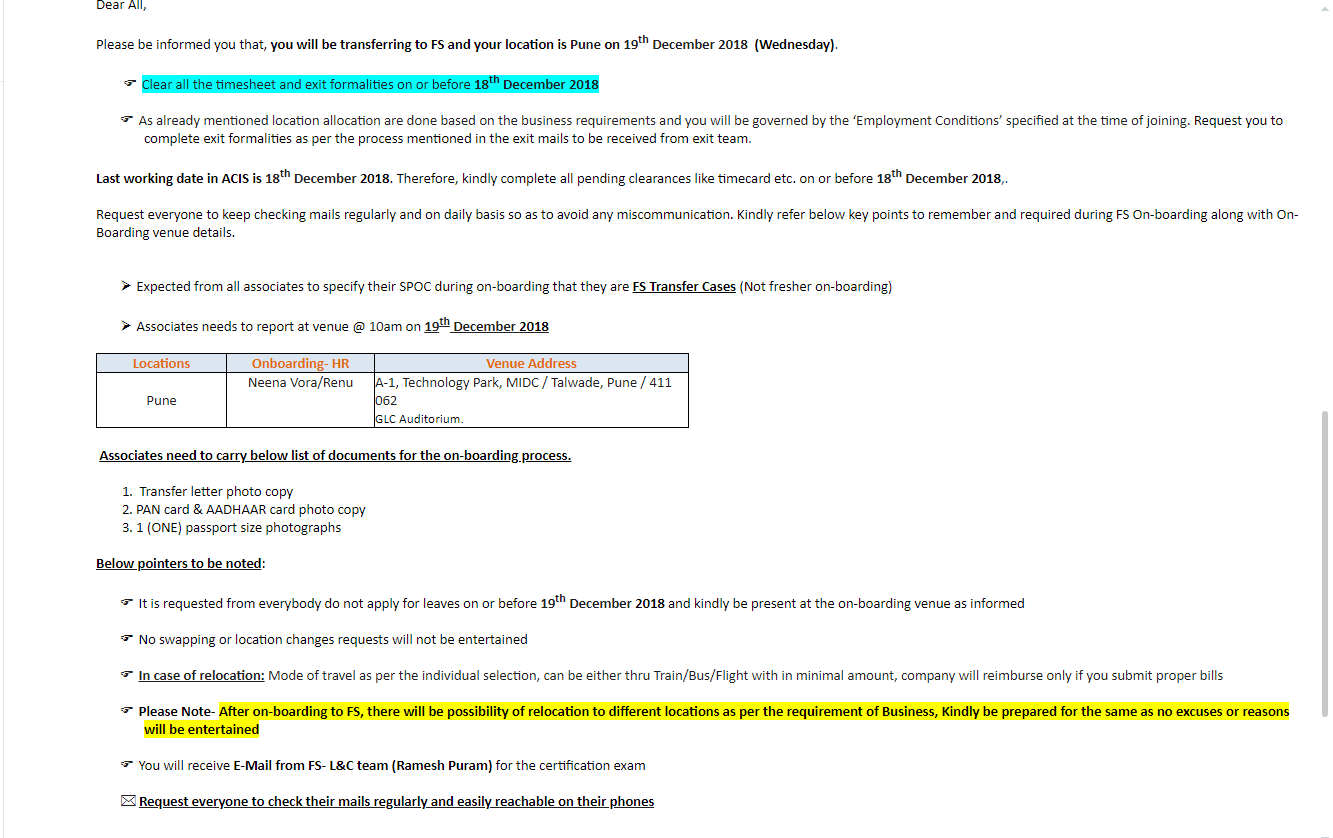 Dear All,
Please be informed you that, you will be transferring to FS and your location is Pune on 19th December 2018 (Wednesday).
Clear all the timesheet and exit formalities on or before 18th December 2018
As already mentioned location allocation are done based on the business requirements and you will be governed by the ‘Employment Conditions’ specified at the time of joining. Request you to
complete exit formalities as per the process mentioned in the exit mails to be received from exit team.
Last working date in ACIS is 18th December 2018. Therefore, kindly complete all pending clearances like timecard etc. on or before 18th December 2018,.
Request everyone to keep checking mails regularly and on daily basis so as to avoid any miscommunication. Kindly refer below key points to remember and required during FS On-boarding along with On-
Boarding venue details.
Expected from all associates to specify their SPOC during on-boarding that they are FS Transfer Cases (Not fresher on-boarding)
Associates needs to report at venue @ 10am on 19th December 2018
Locations Onboarding- HR Venue Address
Pune
Neena Vora/Renu
A-1, Technology Park, MIDC / Talwade, Pune / 411
062
GLC Auditorium.
Associates need to carry below list of documents for the on-boarding process.
1. Transfer letter photo copy
2. PAN card & AADHAAR card photo copy
3. 1 (ONE) passport size photographs
Below pointers to be noted:
It is requested from everybody do not apply for leaves on or before 19th December 2018 and kindly be present at the on-boarding venue as informed
No swapping or location changes requests will not be entertained
In case of relocation: Mode of travel as per the individual selection, can be either thru Train/Bus/Flight with in minimal amount, company will reimburse only if you submit proper bills
Please Note- After on-boarding to FS, there will be possibility of relocation to different locations as per the requirement of Business, Kindly be prepared for the same as no excuses or reasons
will be entertained
You will receive E-Mail from FS- L&C team (Ramesh Puram) for the certification exam
Request everyone to check their mails regularly and easily reachable on their phones